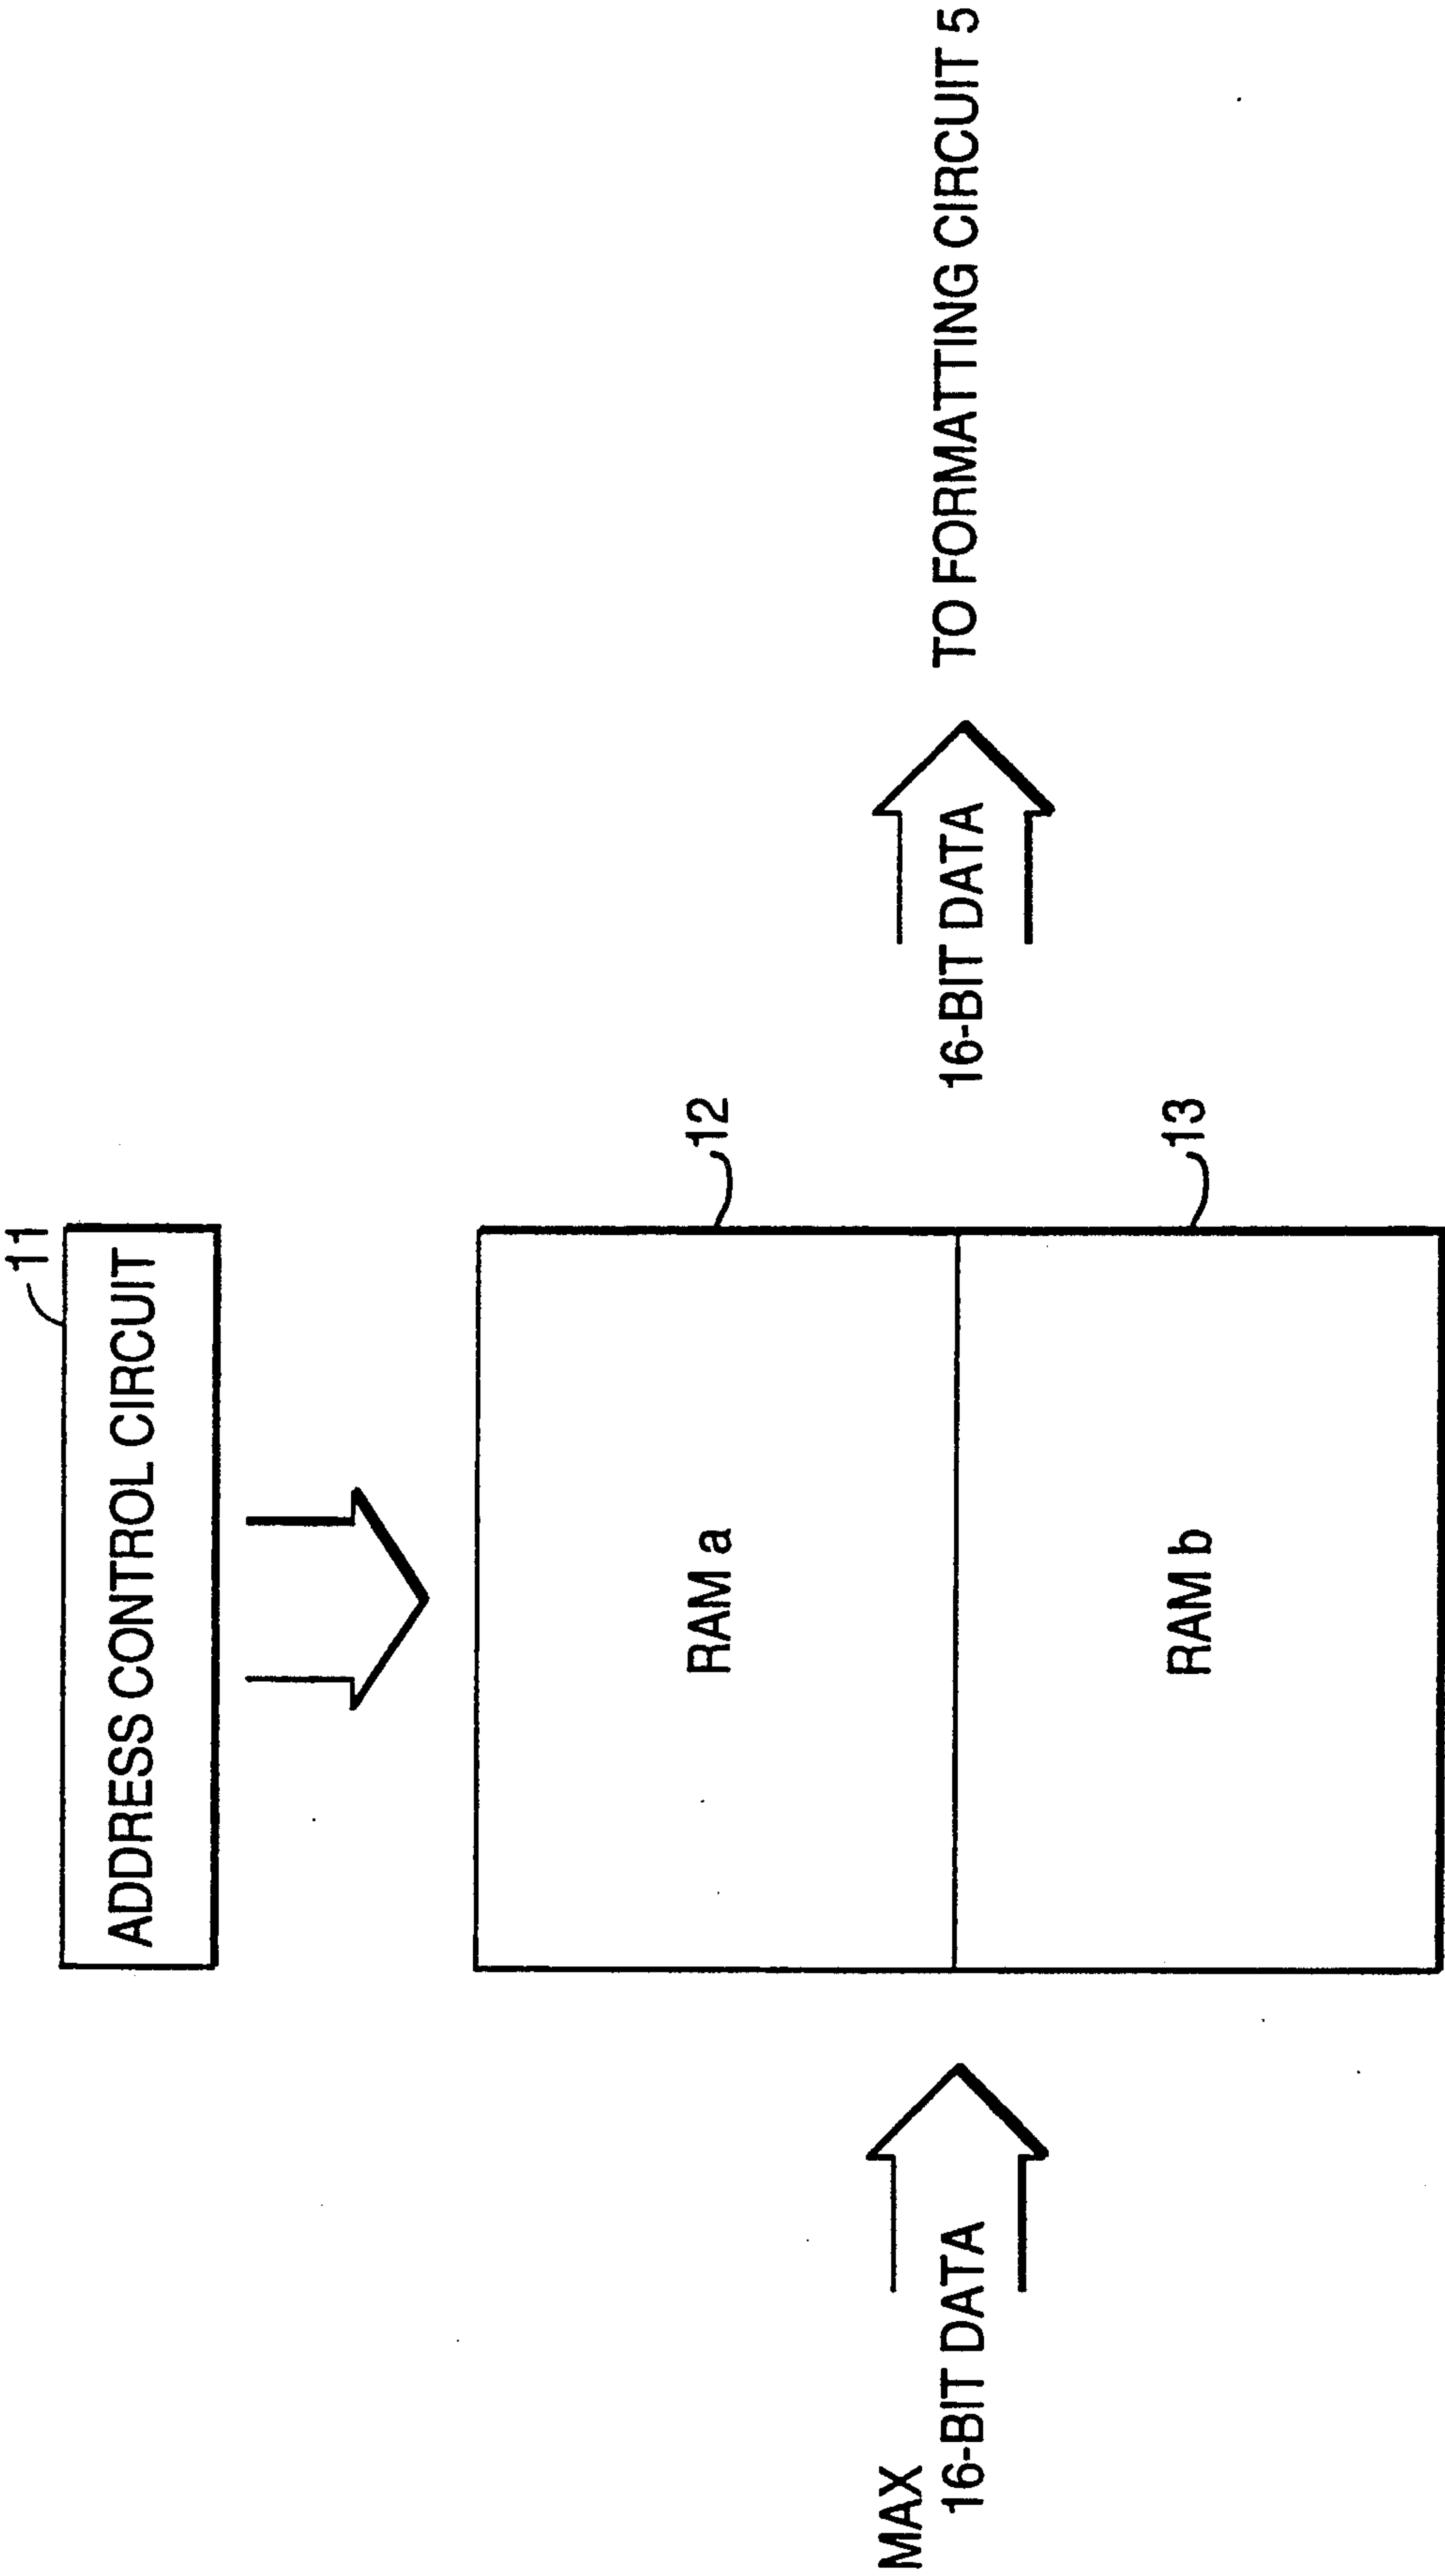 11
ADDRESS CONTROL CIRCUIT
12
RAM a
MAX
16-BIT DATA
16-BIT DATA
TO FORMATTING CIRCUIT 5
13
RAM b